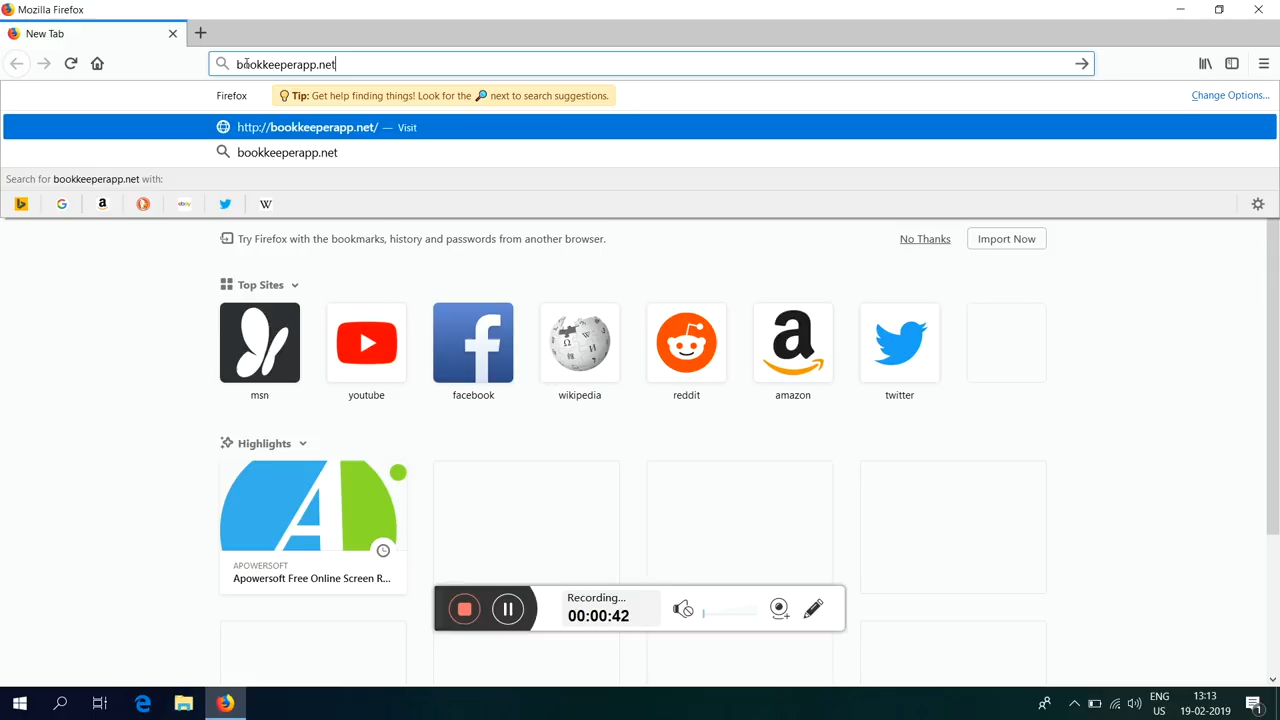 Mozilla Firefox
New Tab
bookkeeperapp.net
Firefox
Tip: Get help finding things! Look for the 🔎 next to search suggestions.
Change Options...
http://bookkeeperapp.net/ — Visit
bookkeeperapp.net
Search for bookkeeperapp.net with:
a
ebay
W
Try Firefox with the bookmarks, history and passwords from another browser.
No Thanks
Import Now
Top Sites
msn
youtube
facebook
wikipedia
reddit
amazon
twitter
Highlights
APOWERSOFT
Apowersoft Free Online Screen R...
Recording...
00:00:42
ENG
US
13:13
19-02-2019
1